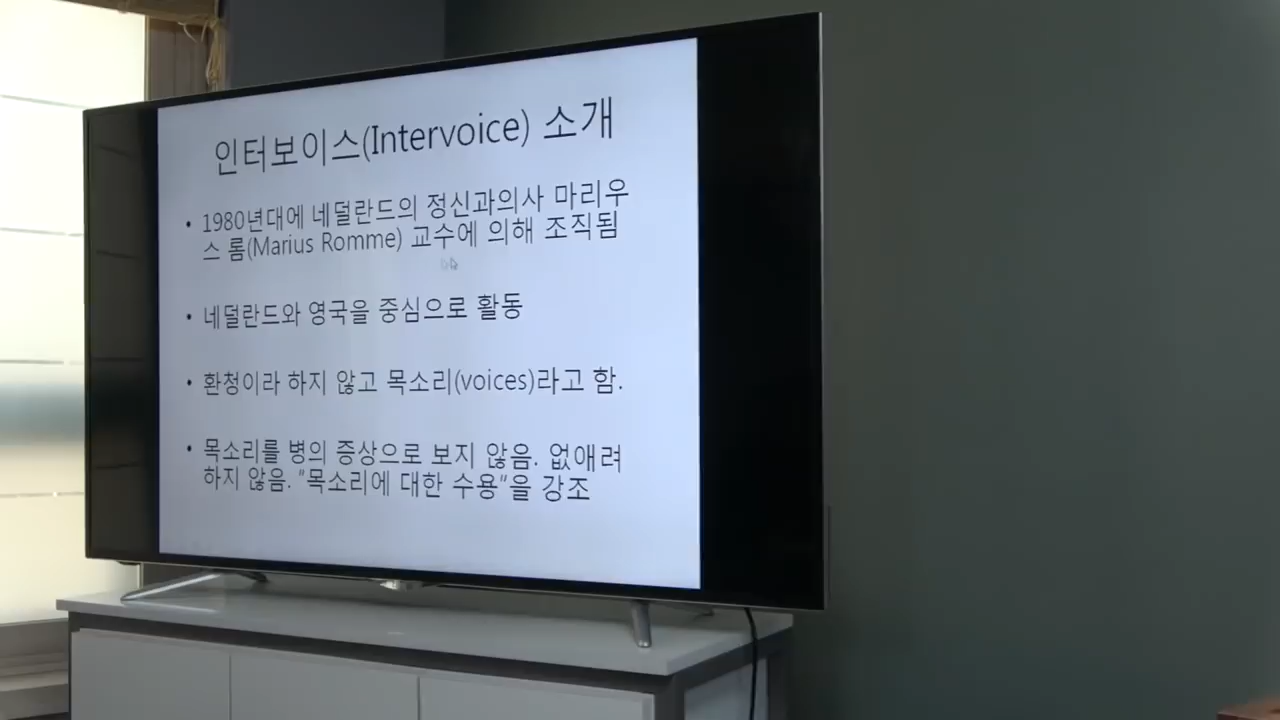 인터보이스(Intervoice) 소개
• 1980년대에 네덜란드의 정신과의사 마리우
스 롬(Marius Romme) 교수에 의해 조직됨
• 네덜란드와 영국을 중심으로 활동
• 환청이라 하지 않고 목소리(voices)라고 함.
• 목소리를 병의 증상으로 보지 않음. 없애려
하지 않음. "목소리에 대한 수용"을 강조